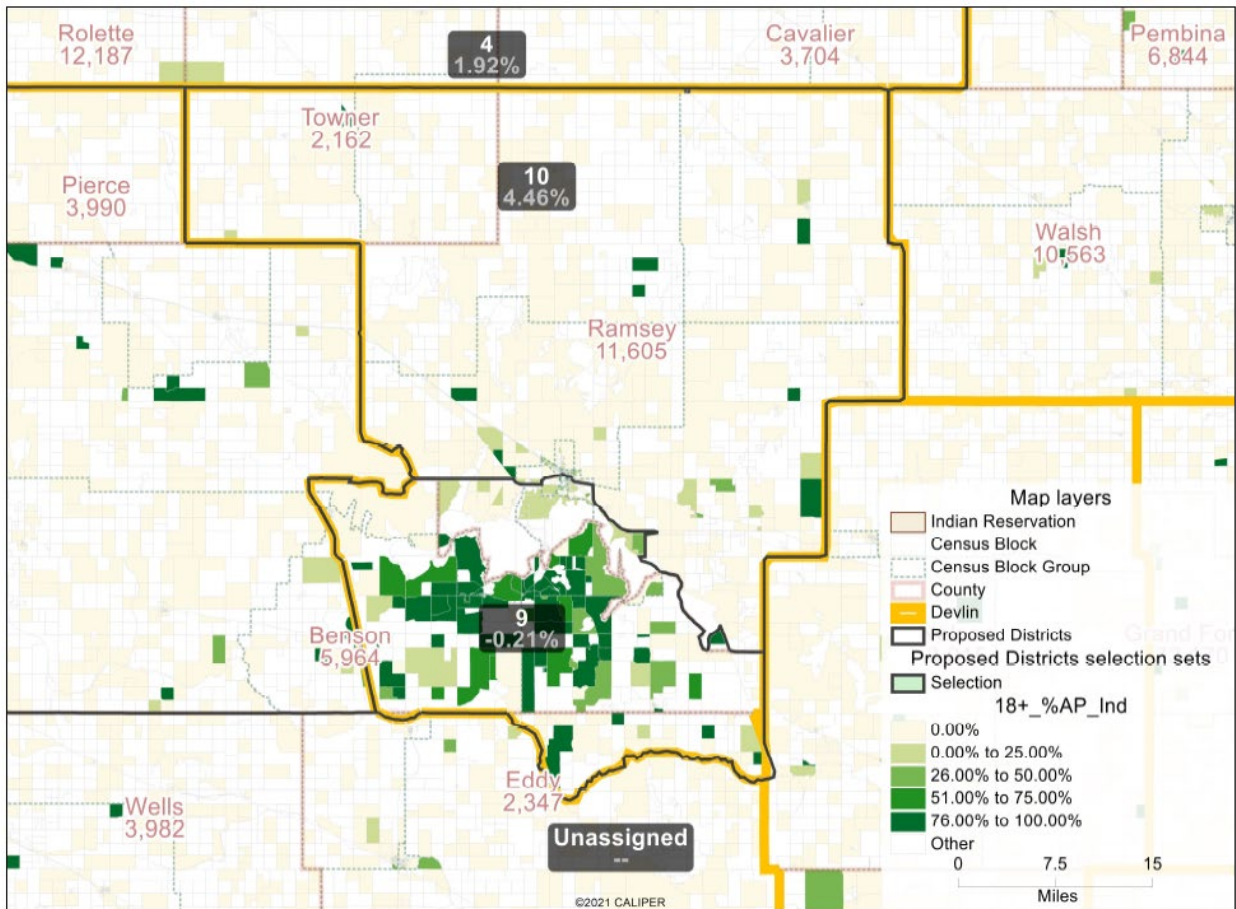 Rolette
12,187
4
1.92%
Cavalier
3,704
Pembina
6,844
Towner
2,162
10
4.46%
Pierce
3,990
Walsh
10,563
Ramsey
11,605
9
-0.21%
Benson
5,964
Eddy
2,347
Wells
3,982
Unassigned
--
Grand For
Map layers
Indian Reservation
Census Block
Census Block Group
County
Devlin
Proposed Districts
Proposed Districts selection sets
Selection
18+_%AP_Ind
0.00%
0.00% to 25.00%
26.00% to 50.00%
51.00% to 75.00%
76.00% to 100.00%
Other
0 7.5 15
Miles
©2021 CALIPER